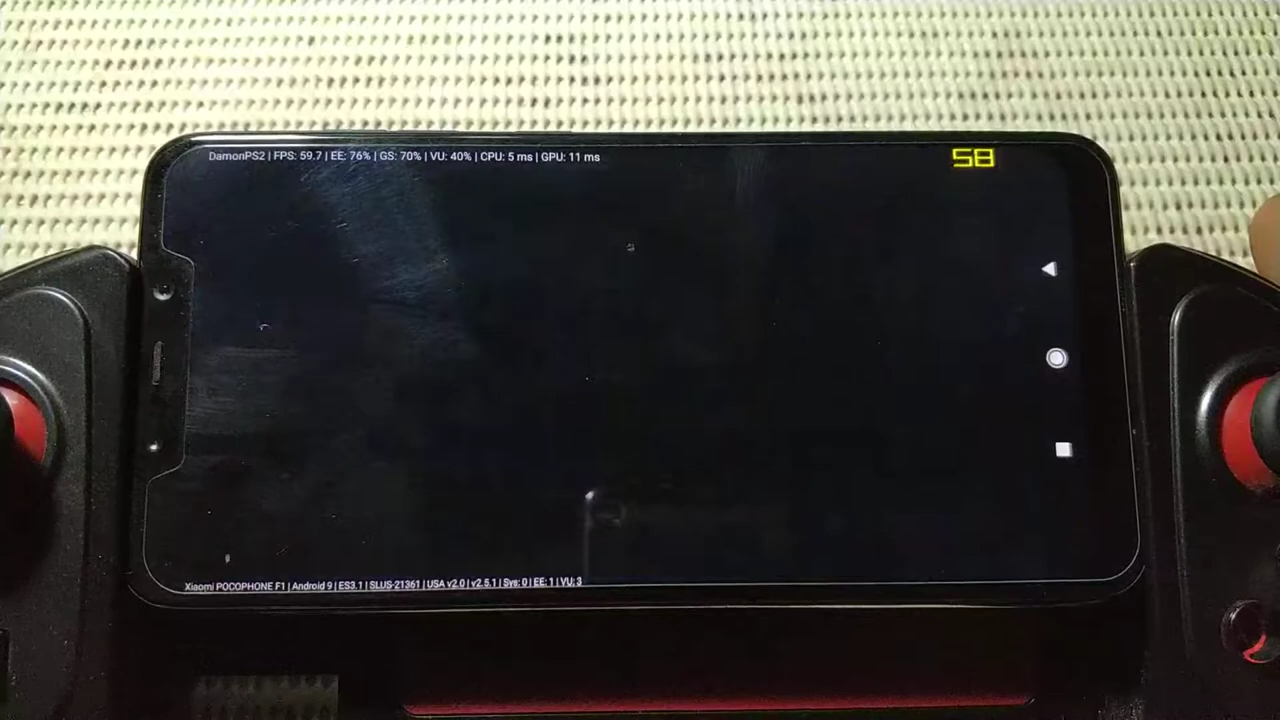 DamonPS2 | FPS: 59.7 | EE: 76% | GS: 70% | VU: 40% | CPU: 5 ms | GPU: 11 ms
58
Xiaomi POCOPHONE F1 | Android 9 | ES3.1 | SLUS-21361 | USA v2.0 | v2.5.1 | Sys: 0 | EE: 1 | VU: 3